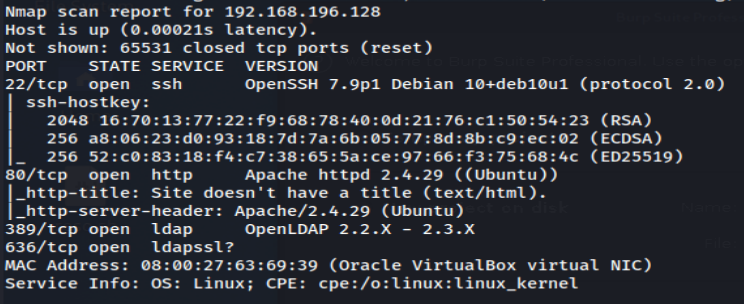 Nmap scan report for 192.168.196.128
Host is up (0.00021s latency).
Not shown: 65531 closed tcp ports (reset)
PORT    STATE SERVICE  VERSION
22/tcp  open  ssh      OpenSSH 7.9p1 Debian 10+deb10u1 (protocol 2.0)
| ssh-hostkey:
|   2048 16:70:13:77:22:f9:68:78:40:0d:21:76:c1:50:54:23 (RSA)
|   256 a8:06:23:d0:93:18:7d:7a:6b:05:77:8d:8b:c9:ec:02 (ECDSA)
|_  256 52:c0:83:18:f4:c7:38:65:5a:ce:97:66:f3:75:68:4c (ED25519)
80/tcp  open  http     Apache httpd 2.4.29 ((Ubuntu))
|_http-title: Site doesn't have a title (text/html).
|_http-server-header: Apache/2.4.29 (Ubuntu)
389/tcp open  ldap     OpenLDAP 2.2.X - 2.3.X
636/tcp open  ldapssl?
MAC Address: 08:00:27:63:69:39 (Oracle VirtualBox virtual NIC)
Service Info: OS: Linux; CPE: cpe:/o:linux:linux_kernel